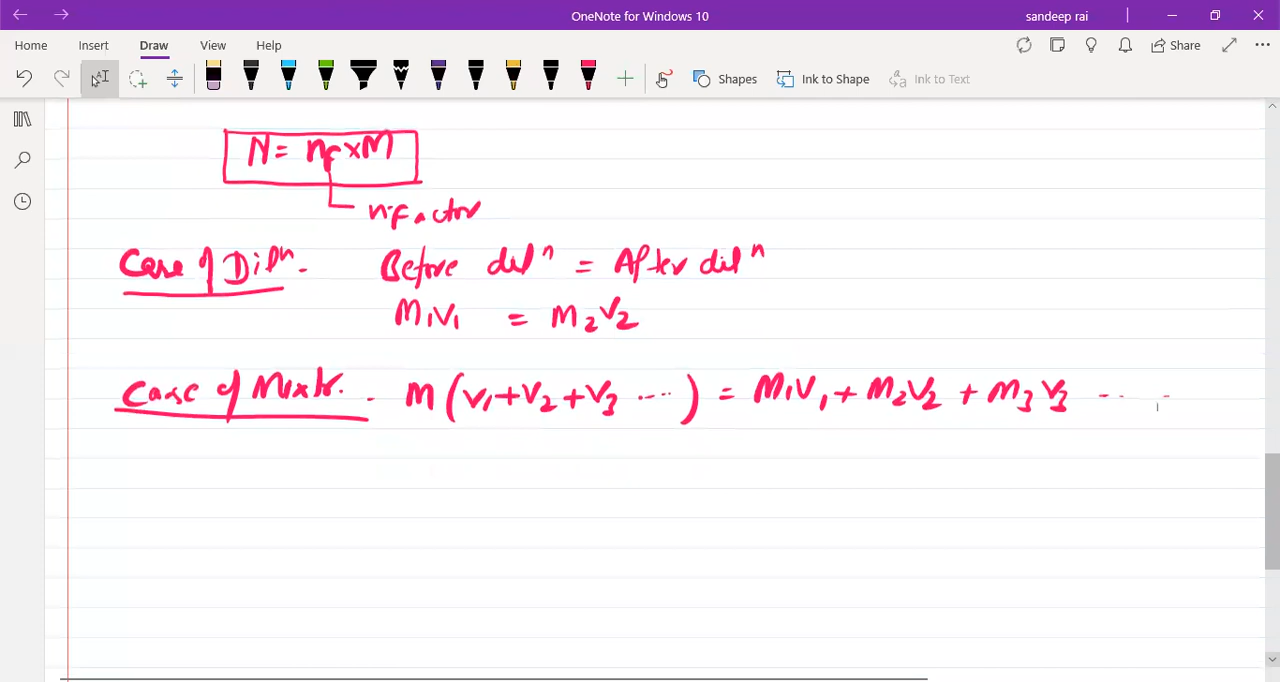 OneNote for Windows 10
sandeep rai
Home Insert Draw View Help
Share
Shapes Ink to Shape Ink to Text
N = nf × M
n-factor
Case of Dilⁿ. Before dilⁿ = After dilⁿ
M₁V₁ = M₂V₂
Case of Mixtr. M(V₁+V₂+V₃ ....) = M₁V₁ + M₂V₂ + M₃V₃ ....